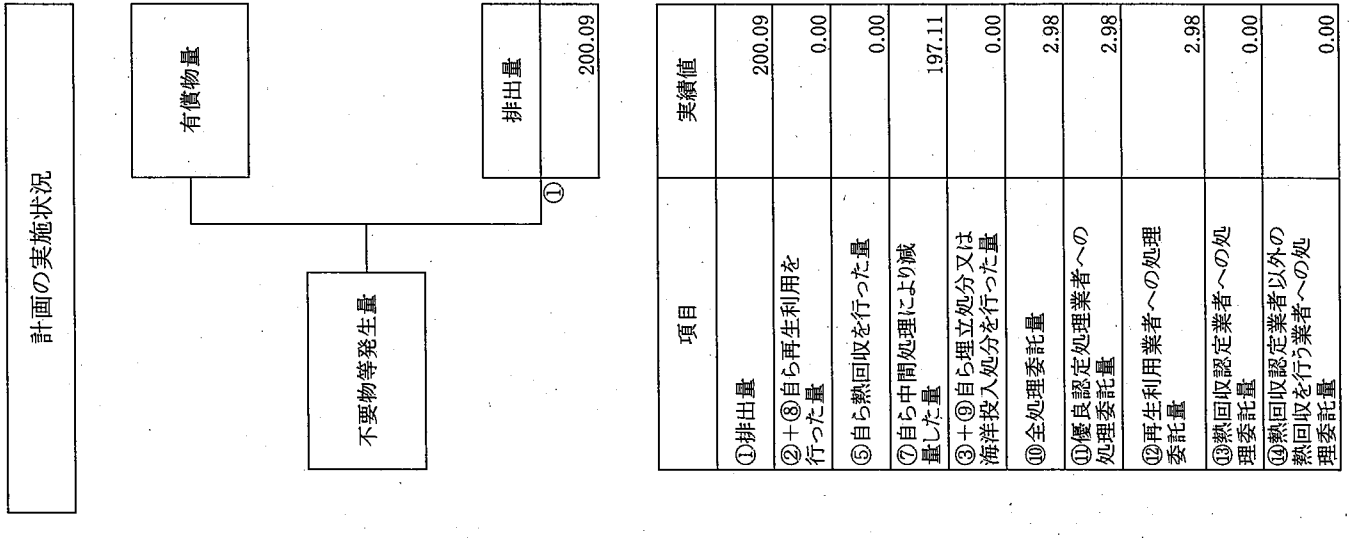 計画の実施状況
有償物量
不要物等発生量
排出量
①
200.09
項目
実績値
①排出量
200.09
②+⑧自ら再生利用を
行った量
0.00
⑤自ら熱回収を行った量
0.00
⑦自ら中間処理により減
量した量
197.11
③+⑨自ら埋立処分又は
海洋投入処分を行った量
0.00
⑩全処理委託量
2.98
⑪優良認定処理業者への
処理委託量
2.98
⑫再生利用業者への処理
委託量
2.98
⑬熱回収認定業者への処
理委託量
0.00
⑭熱回収認定業者以外の
熱回収を行う業者への処
理委託量
0.00